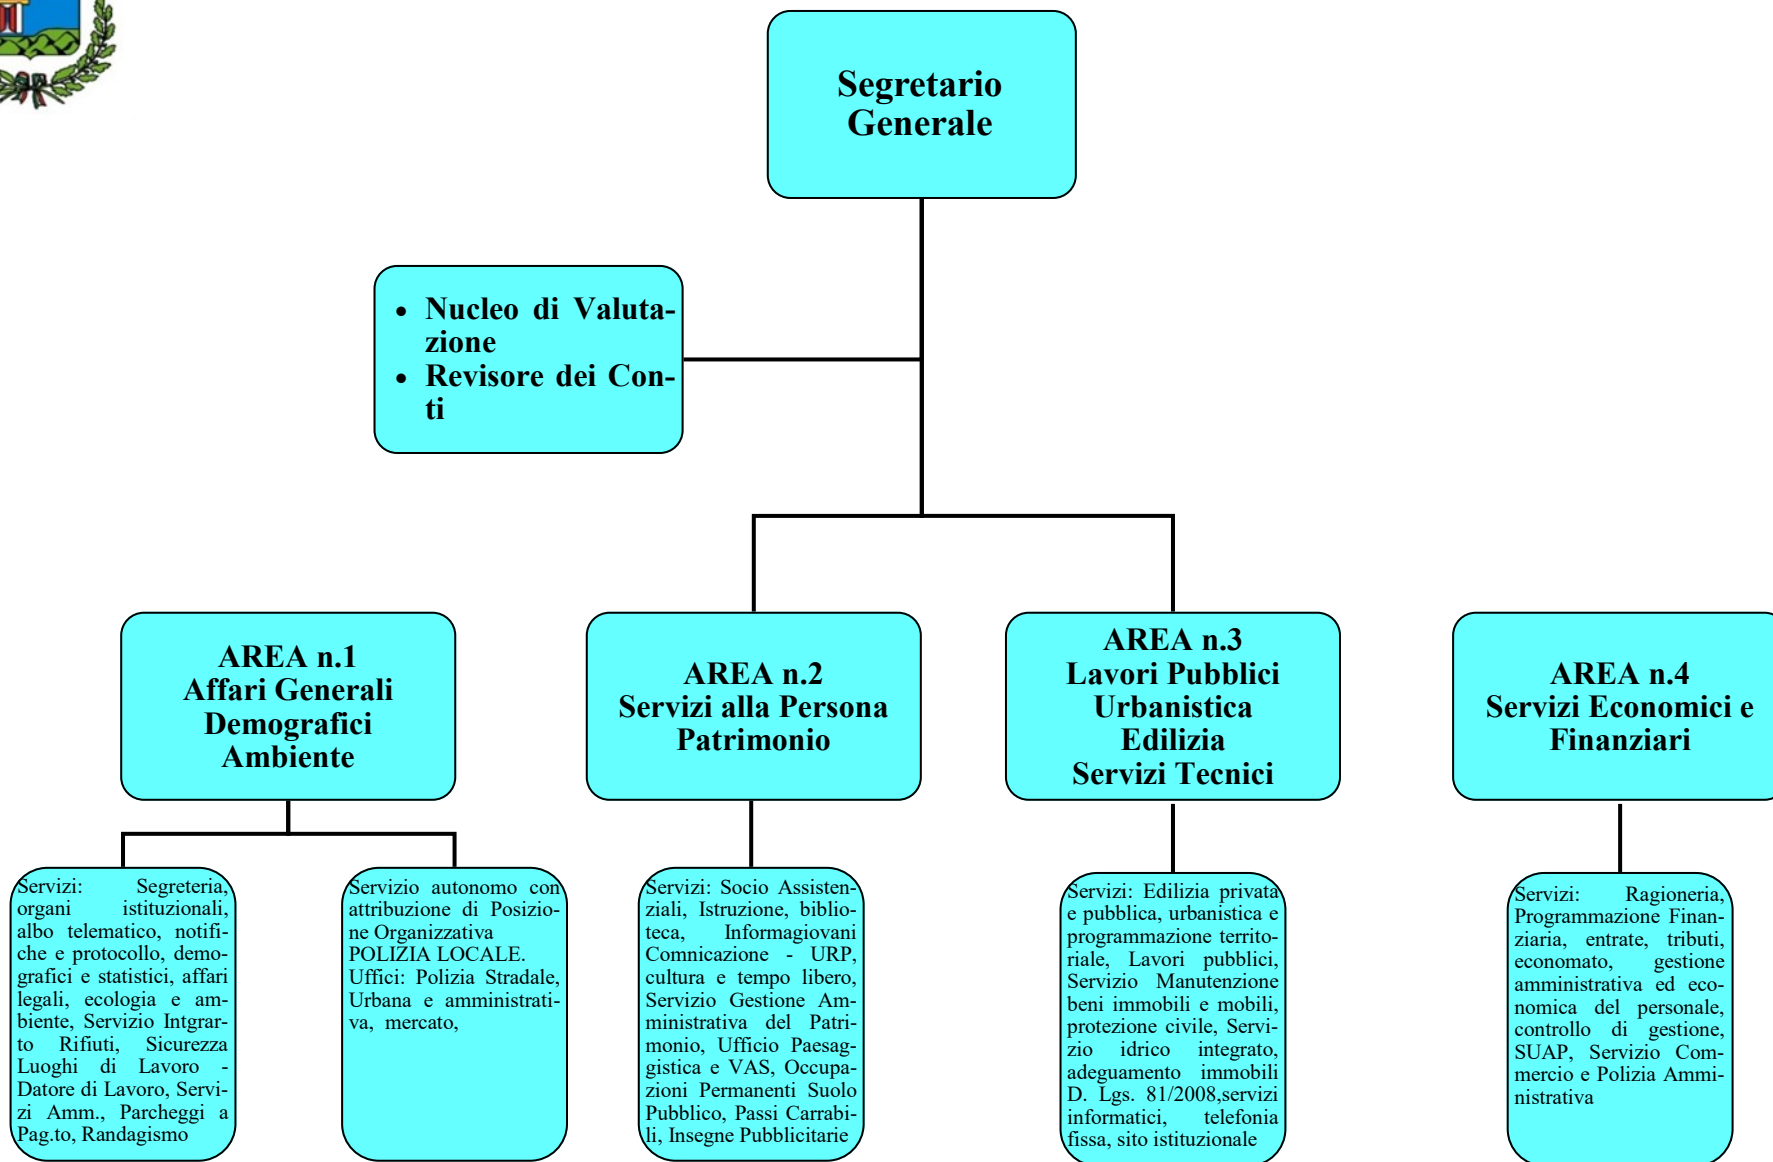 Segretario
Generale
• Nucleo di Valuta-
zione
• Revisore dei Con-
ti
AREA n.1
Affari Generali
Demografici
Ambiente
AREA n.2
Servizi alla Persona
Patrimonio
AREA n.3
Lavori Pubblici
Urbanistica
Edilizia
Servizi Tecnici
AREA n.4
Servizi Economici e
Finanziari
Servizi: Segreteria,
organi istituzionali,
albo telematico, notifi-
che e protocollo, demo-
grafici e statistici, affari
legali, ecologia e am-
biente, Servizio Intgrar-
to Rifiuti, Sicurezza
Luoghi di Lavoro -
Datore di Lavoro, Servi-
zi Amm., Parcheggi a
Pag.to, Randagismo
Servizio autonomo con
attribuzione di Posizio-
ne Organizzativa
POLIZIA LOCALE.
Uffici: Polizia Stradale,
Urbana e amministrati-
va, mercato,
Servizi: Socio Assisten-
ziali, Istruzione, biblio-
teca, Informagiovani
Comnicazione - URP,
cultura e tempo libero,
Servizio Gestione Am-
ministrativa del Patri-
monio, Ufficio Paesag-
gistica e VAS, Occupa-
zioni Permanenti Suolo
Pubblico, Passi Carrabi-
li, Insegne Pubblicitarie
Servizi: Edilizia privata
e pubblica, urbanistica e
programmazione territo-
riale, Lavori pubblici,
Servizio Manutenzione
beni immobili e mobili,
protezione civile, Servi-
zio idrico integrato,
adeguamento immobili
D. Lgs. 81/2008,servizi
informatici, telefonia
fissa, sito istituzionale
Servizi: Ragioneria,
Programmazione Finan-
ziaria, entrate, tributi,
economato, gestione
amministrativa ed eco-
nomica del personale,
controllo di gestione,
SUAP, Servizio Com-
mercio e Polizia Ammi-
nistrativa